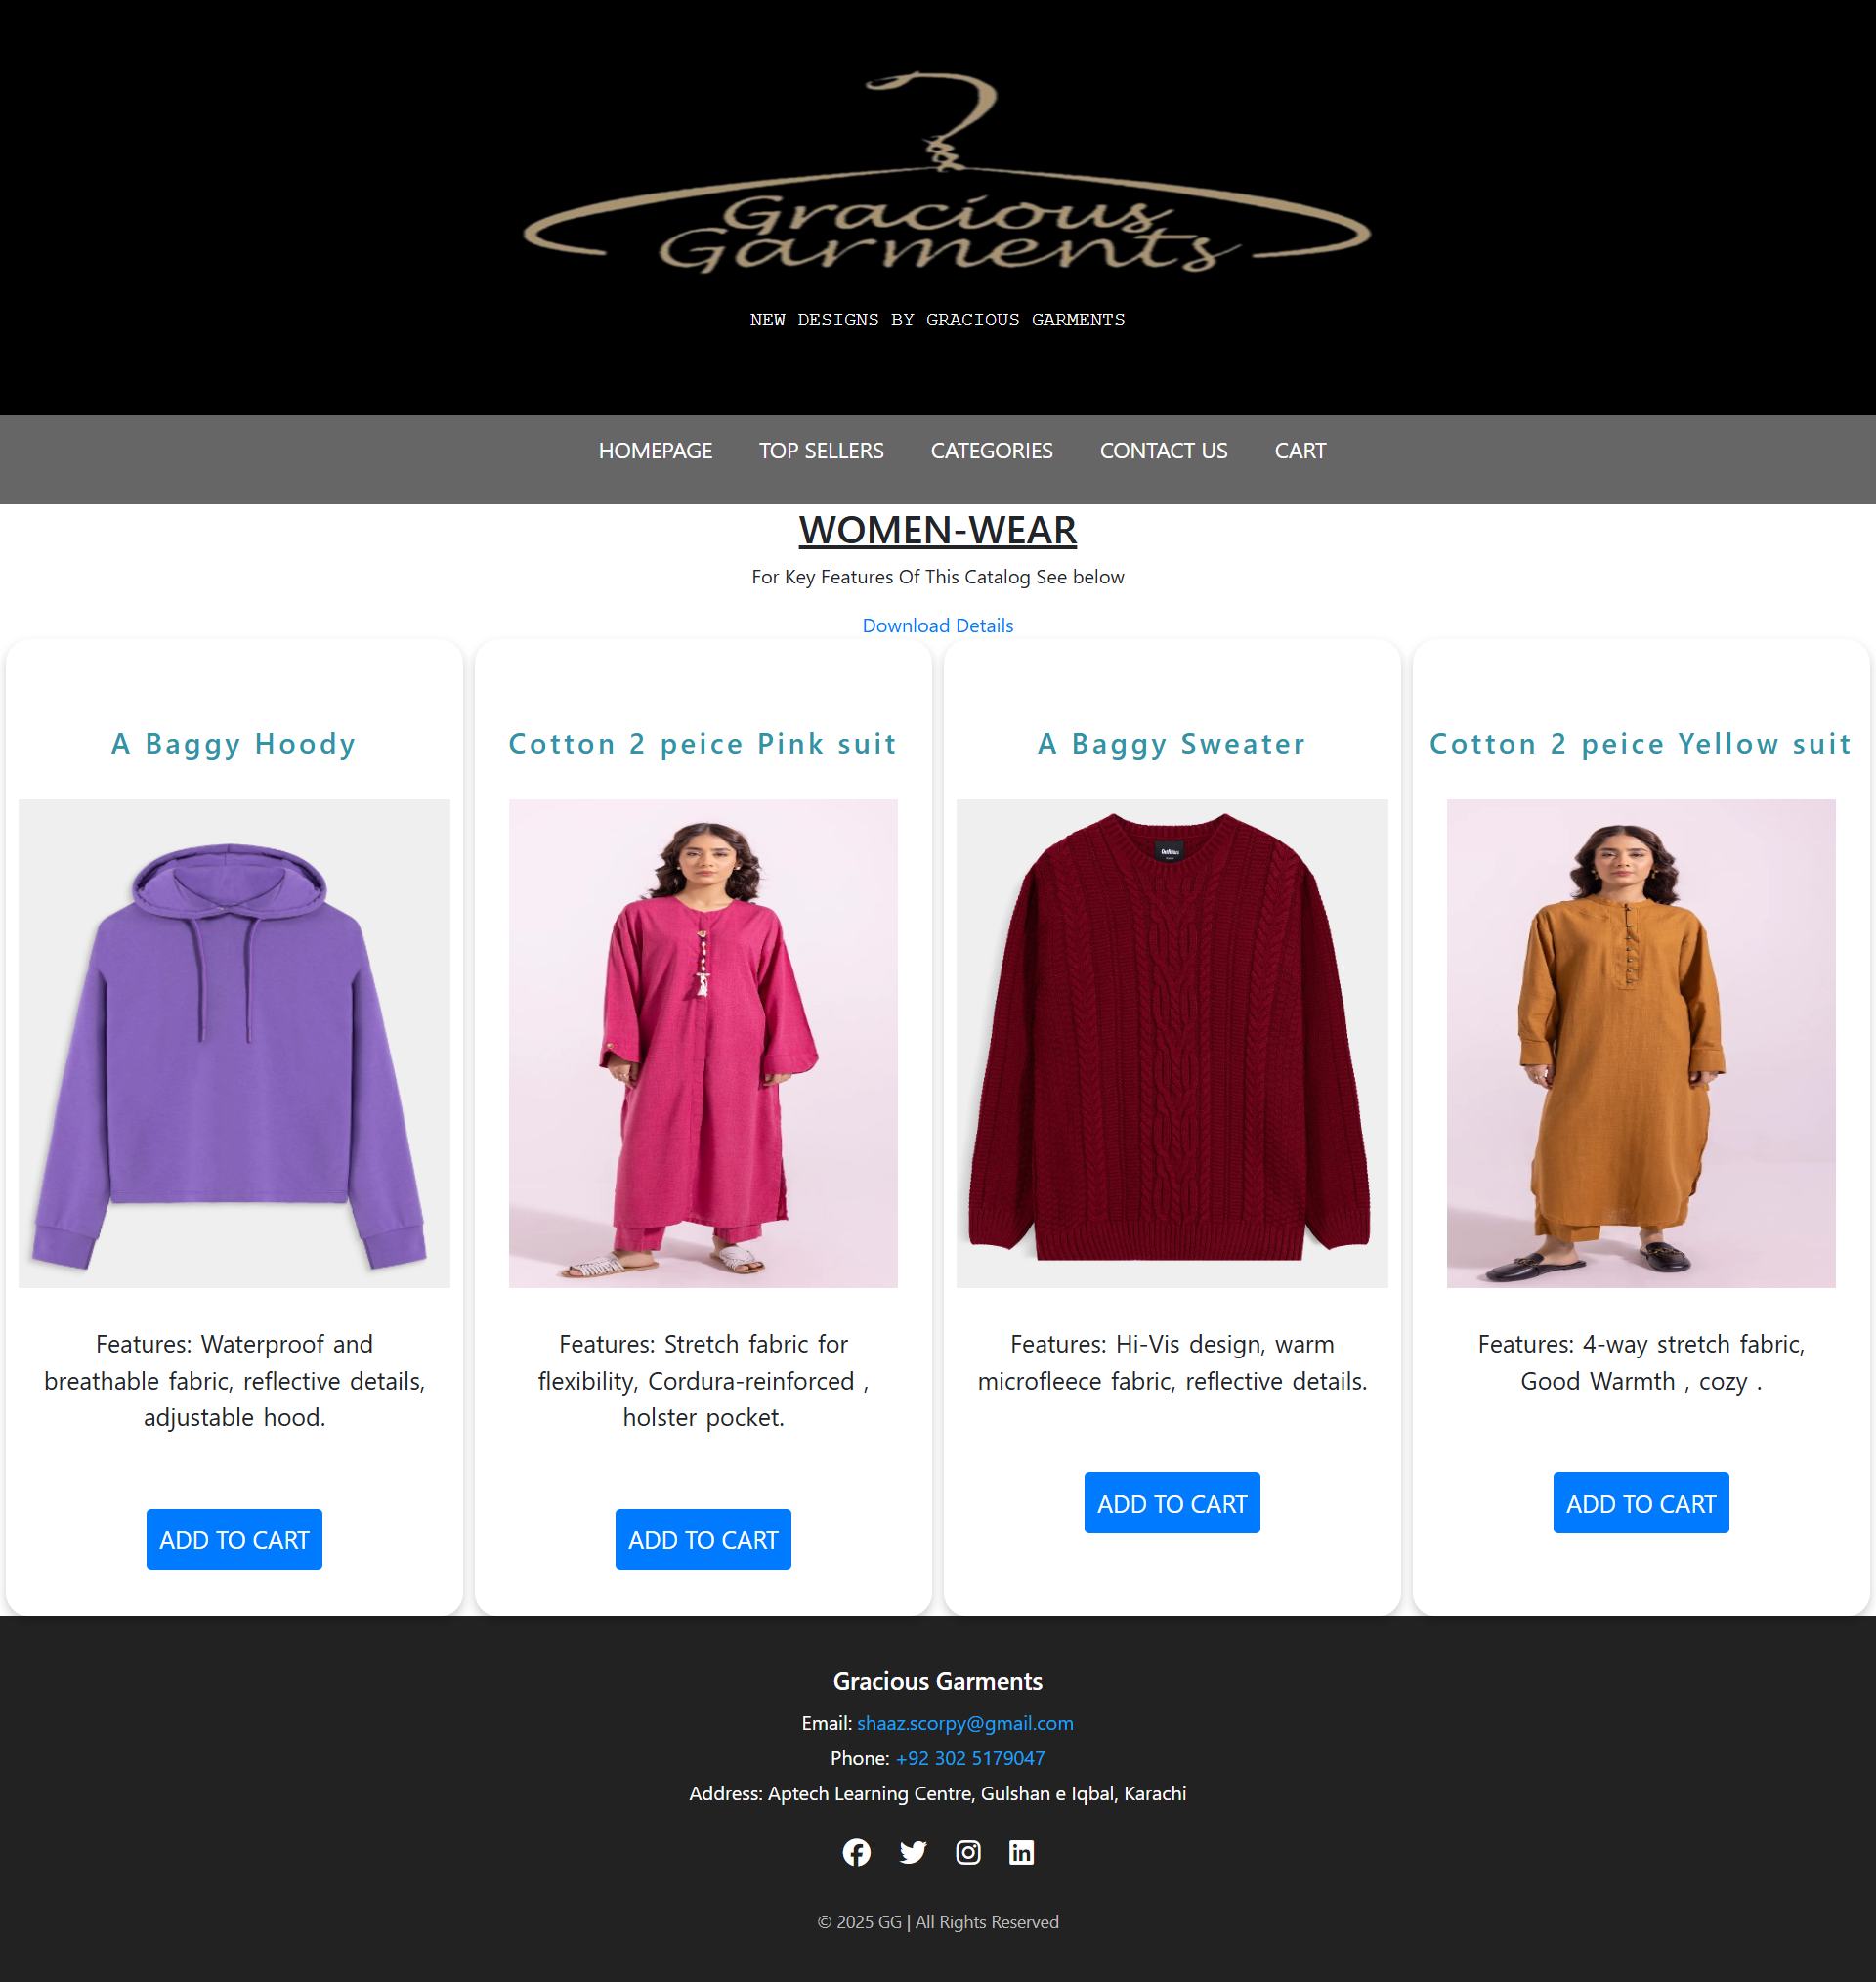 Gracious
Garments
NEW DESIGNS BY GRACIOUS GARMENTS
HOMEPAGE TOP SELLERS CATEGORIES CONTACT US CART
WOMEN-WEAR
For Key Features Of This Catalog See below
Download Details
A Baggy Hoody
Features: Waterproof and
breathable fabric, reflective details,
adjustable hood.
ADD TO CART
Cotton 2 peice Pink suit
Features: Stretch fabric for
flexibility, Cordura-reinforced ,
holster pocket.
ADD TO CART
A Baggy Sweater
Features: Hi-Vis design, warm
microfleece fabric, reflective details.
ADD TO CART
Cotton 2 peice Yellow suit
Features: 4-way stretch fabric,
Good Warmth , cozy .
ADD TO CART
Gracious Garments
Email: shaaz.scorpy@gmail.com
Phone: +92 302 5179047
Address: Aptech Learning Centre, Gulshan e Iqbal, Karachi
© 2025 GG | All Rights Reserved